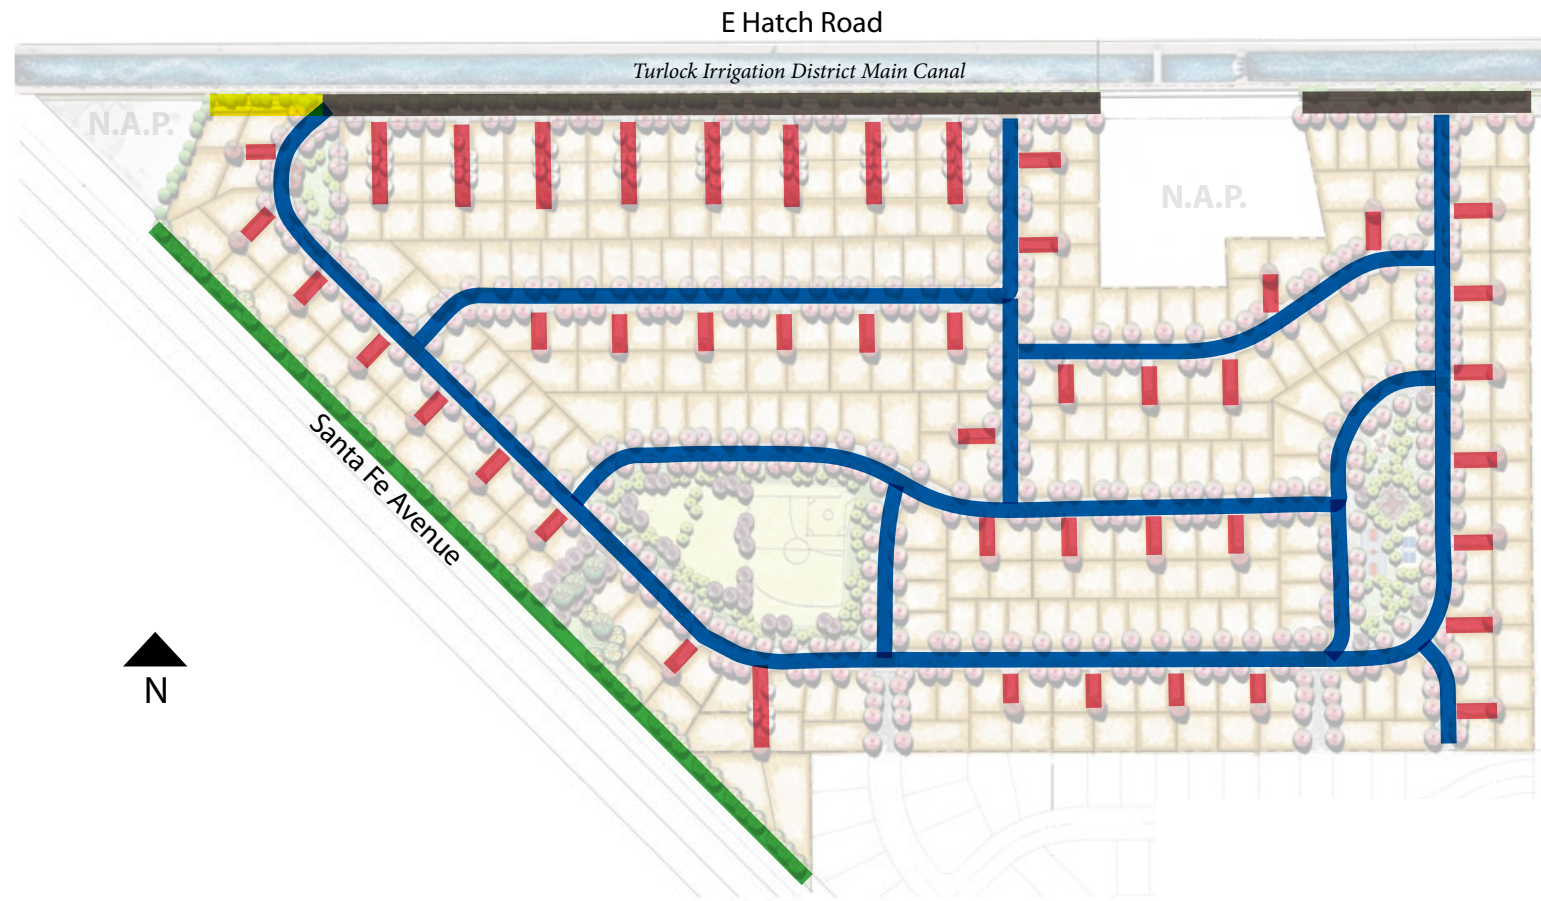 E Hatch Road
Turlock Irrigation District Main Canal
N.A.P.
N.A.P.
Santa Fe Avenue
N